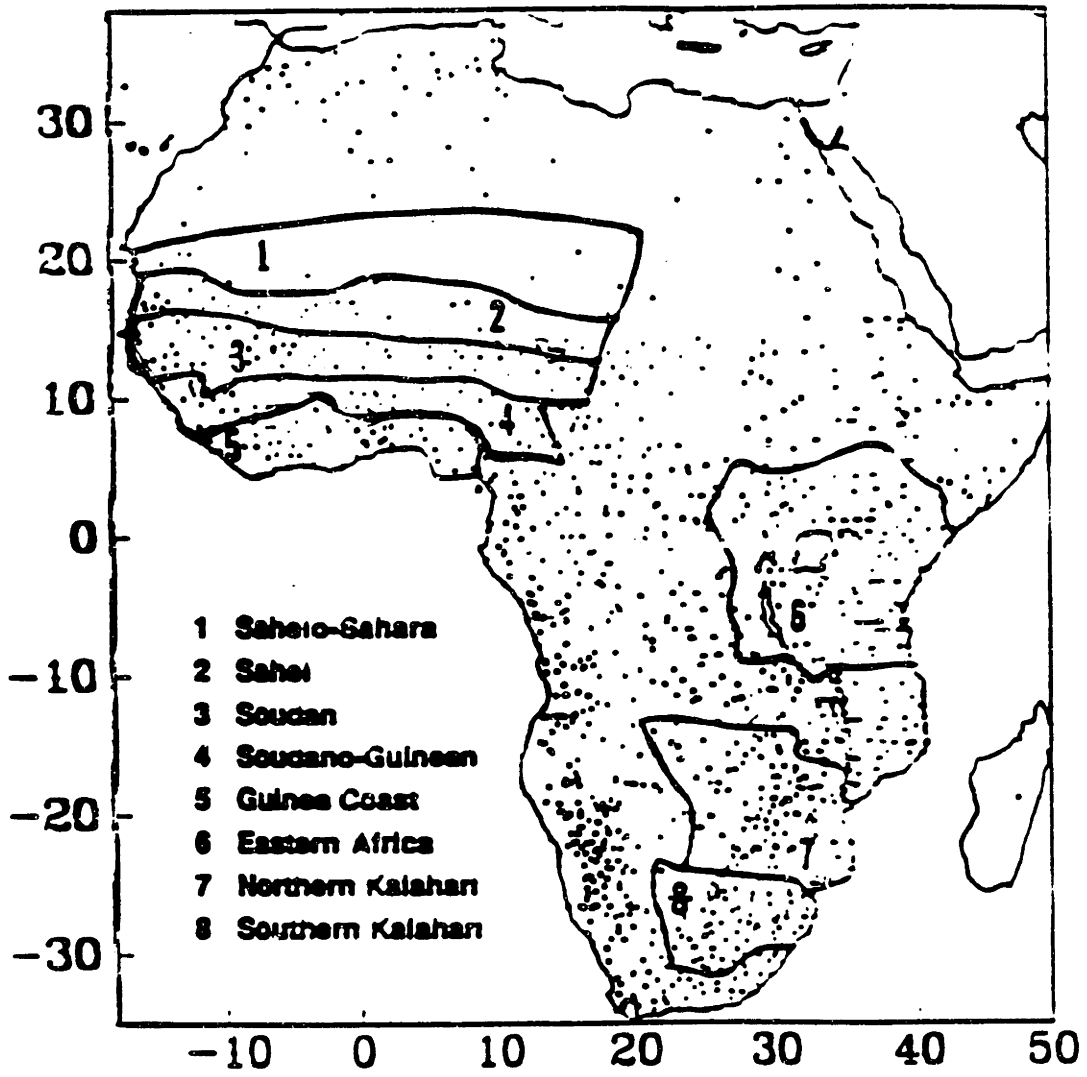 30
20
10
0
-10
-20
-30
1
2
3
4
5
6
8
1 Sahelo-Sahara
2 Sahel
3 Soudan
4 Soudano-Guinean
5 Guinea Coast
6 Eastern Africa
7 Northern Kalahari
8 Southern Kalahari
-10 0 10 20 30 40 50